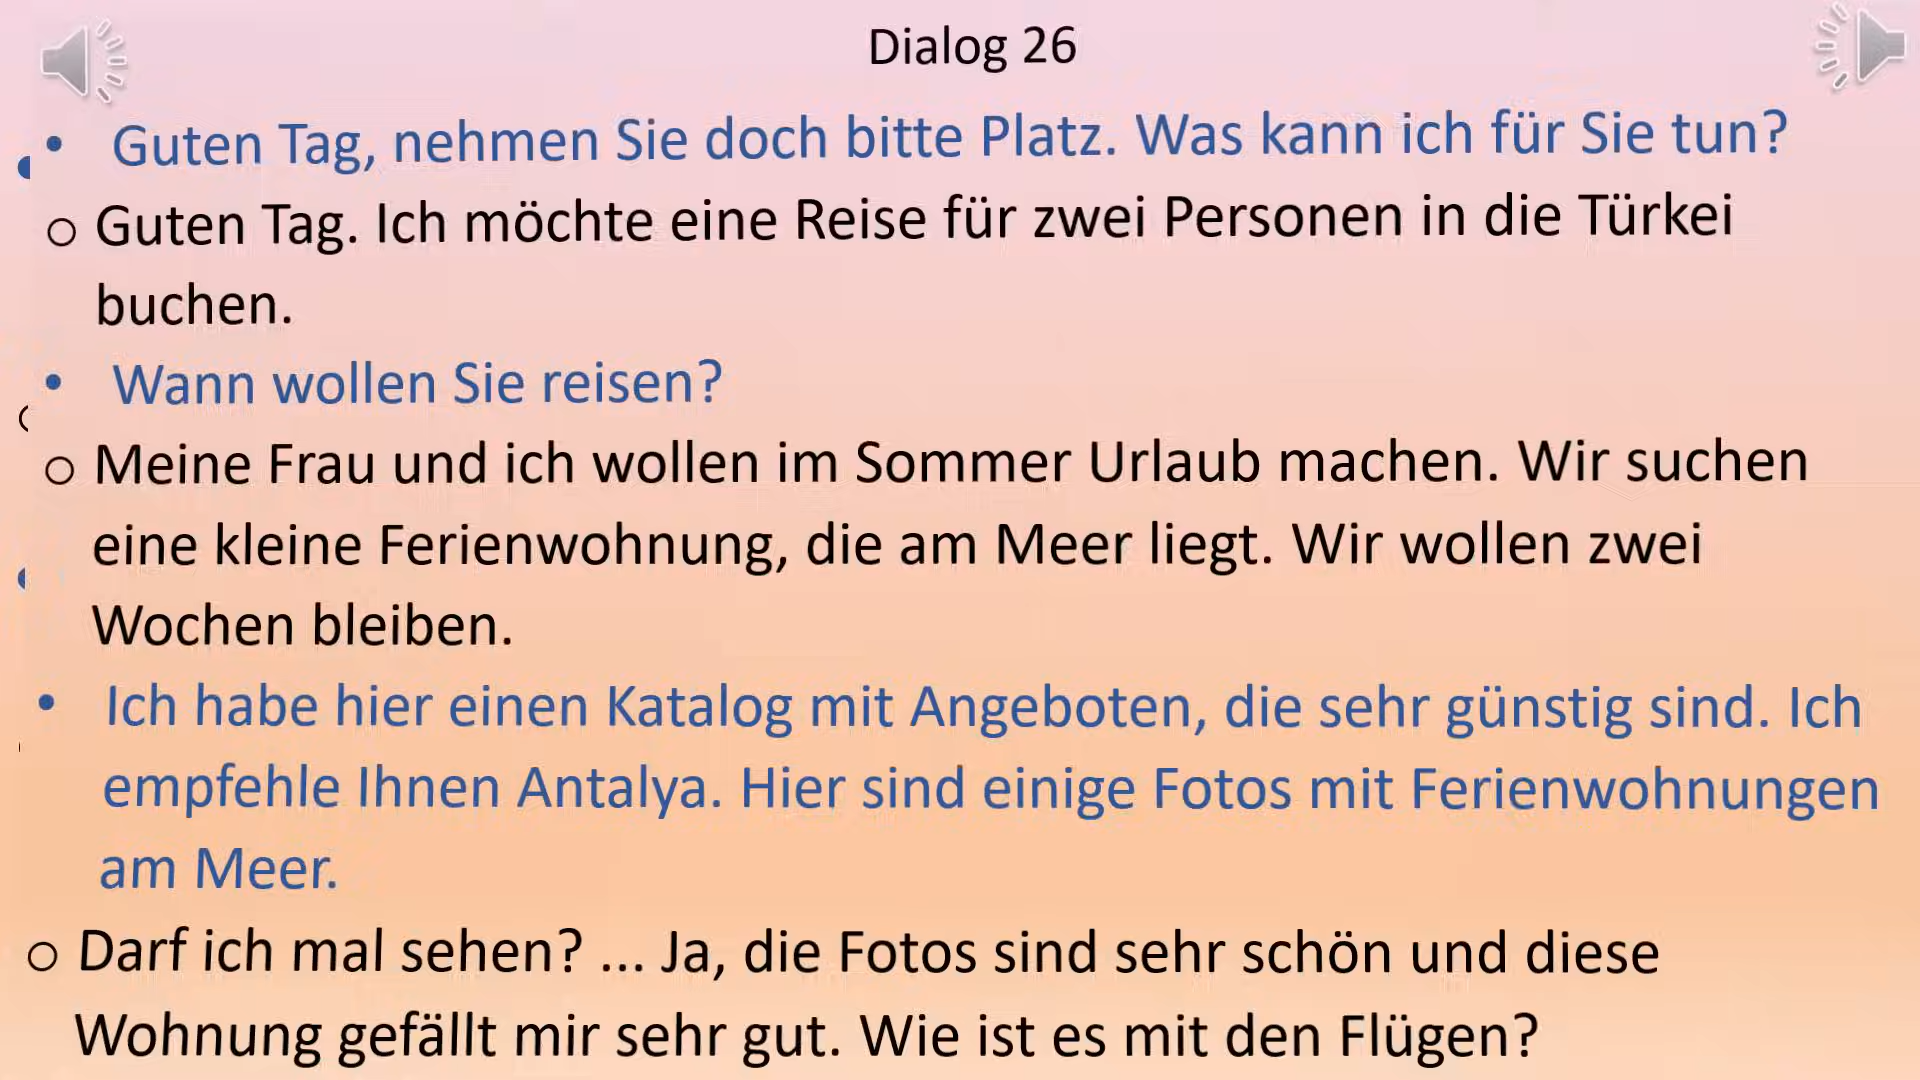 Dialog 26
• Guten Tag, nehmen Sie doch bitte Platz. Was kann ich für Sie tun?
o Guten Tag. Ich möchte eine Reise für zwei Personen in die Türkei
buchen.
• Wann wollen Sie reisen?
o Meine Frau und ich wollen im Sommer Urlaub machen. Wir suchen
eine kleine Ferienwohnung, die am Meer liegt. Wir wollen zwei
Wochen bleiben.
• Ich habe hier einen Katalog mit Angeboten, die sehr günstig sind. Ich
empfehle Ihnen Antalya. Hier sind einige Fotos mit Ferienwohnungen
am Meer.
o Darf ich mal sehen? ... Ja, die Fotos sind sehr schön und diese
Wohnung gefällt mir sehr gut. Wie ist es mit den Flügen?